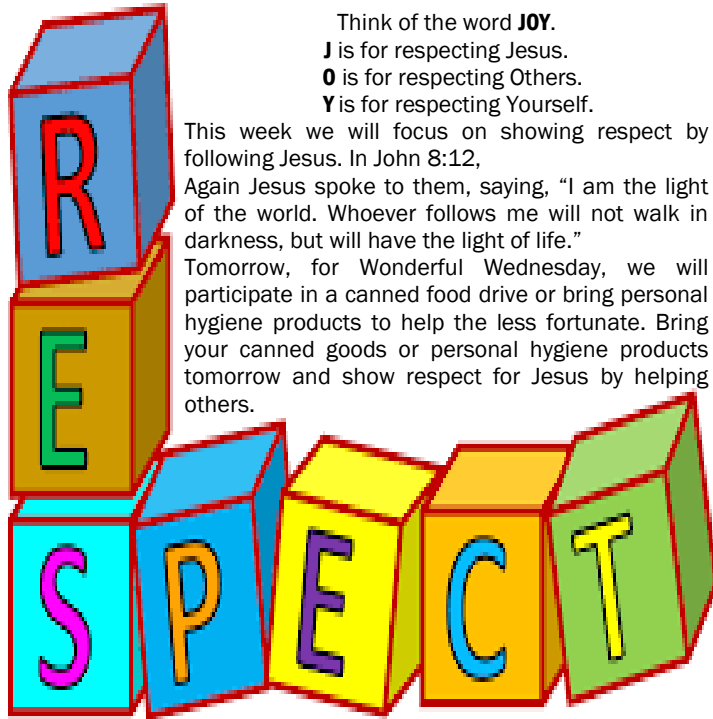 Think of the word JOY.
J is for respecting Jesus.
O is for respecting Others.
Y is for respecting Yourself.
This week we will focus on showing respect by
following Jesus. In John 8:12,
Again Jesus spoke to them, saying, “I am the light
of the world. Whoever follows me will not walk in
darkness, but will have the light of life.”
Tomorrow, for Wonderful Wednesday, we will
participate in a canned food drive or bring personal
hygiene products to help the less fortunate. Bring
your canned goods or personal hygiene products
tomorrow and show respect for Jesus by helping
others.
R
E
S P E C T